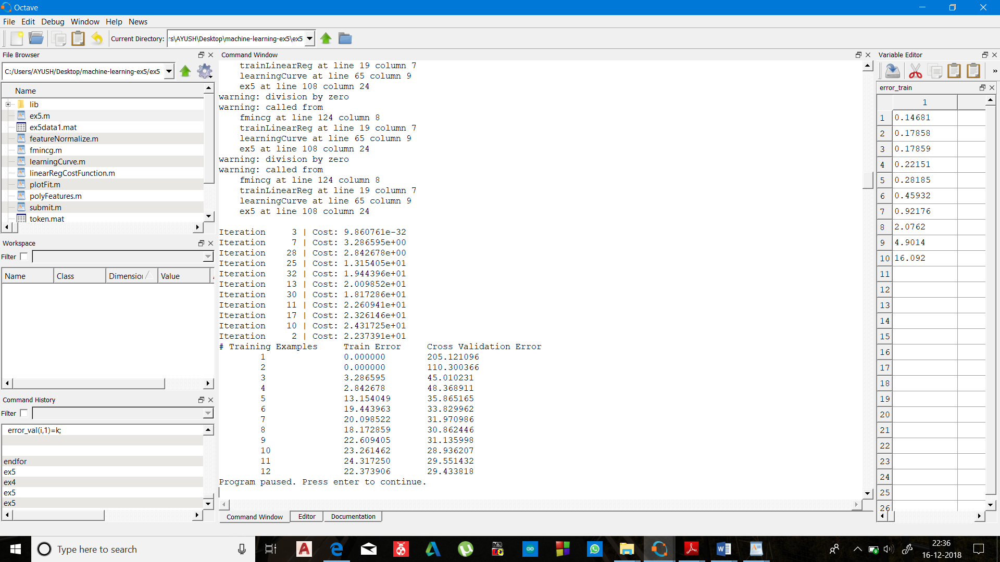 Octave
File Edit Debug Window Help News
Current Directory: rs\AYUSH\Desktop\machine-learning-ex5\ex5
File Browser
C:/Users/AYUSH/Desktop/machine-learning-ex5/ex5
Name
lib
ex5.m
ex5data1.mat
featureNormalize.m
fmincg.m
learningCurve.m
linearRegCostFunction.m
plotFit.m
polyFeatures.m
submit.m
token.mat
Workspace
Filter
Name Class Dimension Value
Command History
Filter
error_val(i,1)=k;
endfor
ex5
ex4
ex5
ex5
Command Window
trainLinearReg at line 19 column 7
learningCurve at line 65 column 9
ex5 at line 108 column 24
warning: division by zero
warning: called from
fmincg at line 124 column 8
trainLinearReg at line 19 column 7
learningCurve at line 65 column 9
ex5 at line 108 column 24
warning: division by zero
warning: called from
fmincg at line 124 column 8
trainLinearReg at line 19 column 7
learningCurve at line 65 column 9
ex5 at line 108 column 24
Iteration 3 | Cost: 9.860761e-32
Iteration 7 | Cost: 3.286595e+00
Iteration 28 | Cost: 2.842678e+00
Iteration 25 | Cost: 1.315405e+01
Iteration 32 | Cost: 1.944396e+01
Iteration 13 | Cost: 2.009852e+01
Iteration 30 | Cost: 1.817286e+01
Iteration 11 | Cost: 2.260941e+01
Iteration 17 | Cost: 2.326146e+01
Iteration 10 | Cost: 2.431725e+01
Iteration 2 | Cost: 2.237391e+01
# Training Examples Train Error Cross Validation Error
1 0.000000 205.121096
2 0.000000 110.300366
3 3.286595 45.010231
4 2.842678 48.368911
5 13.154049 35.865165
6 19.443963 33.829962
7 20.098522 31.970986
8 18.172859 30.862446
9 22.609405 31.135998
10 23.261462 28.936207
11 24.317250 29.551432
12 22.373906 29.433818
Program paused. Press enter to continue.
Command Window Editor Documentation
Variable Editor
»
error_train
1
1 0.14681
2 0.17858
3 0.17859
4 0.22151
5 0.28185
6 0.45932
7 0.92176
8 2.0762
9 4.9014
10 16.092
11
12
13
14
15
16
17
18
19
20
21
22
23
24
25
26
Type here to search
22:36
16-12-2018